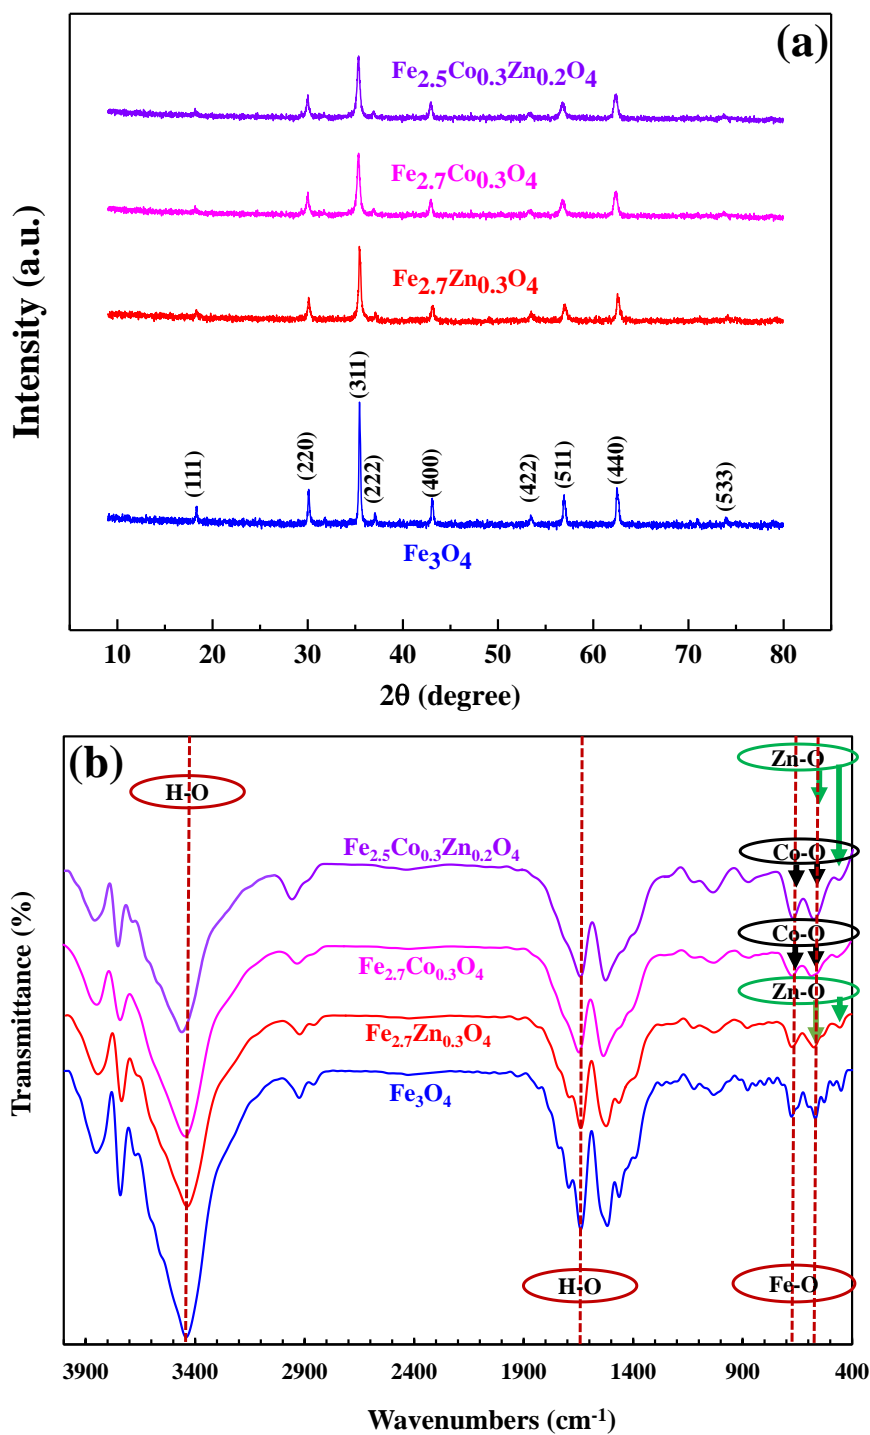 (a)
Fe2.5Co0.3Zn0.2O4
Fe2.7Co0.3O4
Fe2.7Zn0.3O4
(111)
(220)
(311)
(222)
(400)
(422)
(511)
(440)
(533)
Fe3O4
Intensity (a.u.)
10 20 30 40 50 60 70 80
2θ (degree)
(b)
H-O
Zn-O
Fe2.5Co0.3Zn0.2O4
Co-O
Fe2.7Co0.3O4
Co-O
Zn-O
Fe2.7Zn0.3O4
Fe3O4
H-O
Fe-O
Transmittance (%)
3900 3400 2900 2400 1900 1400 900 400
Wavenumbers (cm-1)